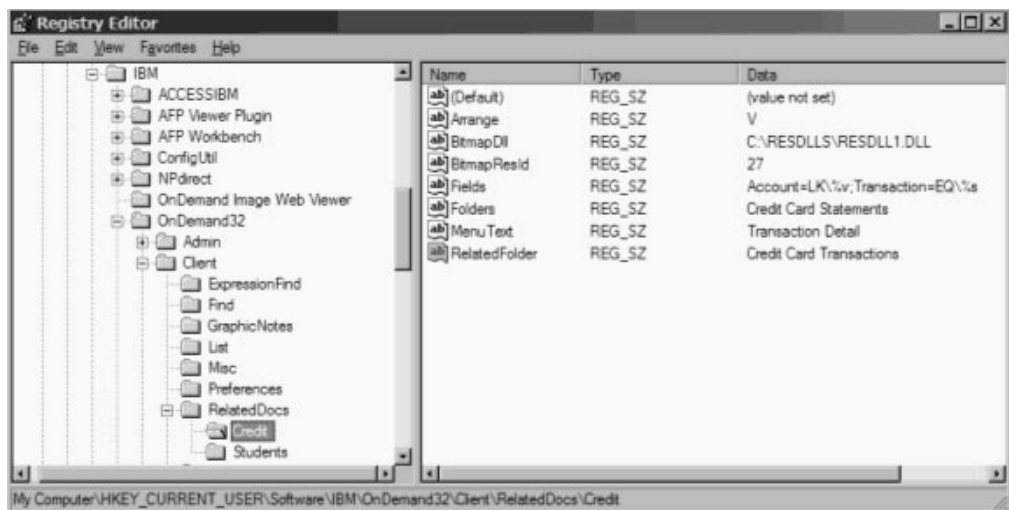 Registry Editor
File Edit View Favorites Help
IBM
ACCESSIBM
AFP Viewer Plugin
AFP Workbench
ConfigUtil
NPdirect
OnDemand Image Web Viewer
OnDemand32
Admin
Client
ExpressionFind
Find
GraphicNotes
List
Misc
Preferences
RelatedDocs
Credit
Students
Name Type Data
(Default) REG_SZ (value not set)
Arrange REG_SZ V
BitmapDll REG_SZ C:\RESDLLS\RESDLL1.DLL
BitmapResId REG_SZ 27
Fields REG_SZ Account=LK\%v;Transaction=EQ\%s
Folders REG_SZ Credit Card Statements
MenuText REG_SZ Transaction Detail
RelatedFolder REG_SZ Credit Card Transactions
My Computer\HKEY_CURRENT_USER\Software\IBM\OnDemand32\Client\RelatedDocs\Credit